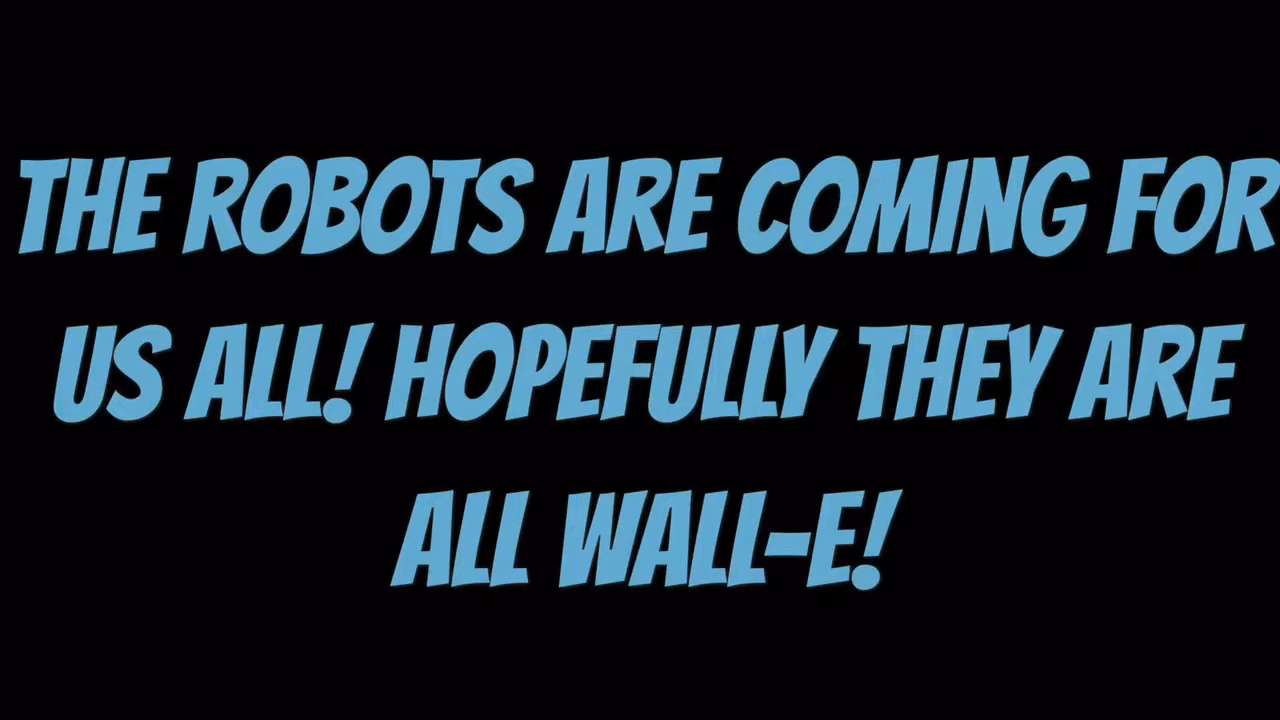 THE ROBOTS ARE COMING FOR
US ALL! HOPEFULLY THEY ARE
ALL WALL-E!